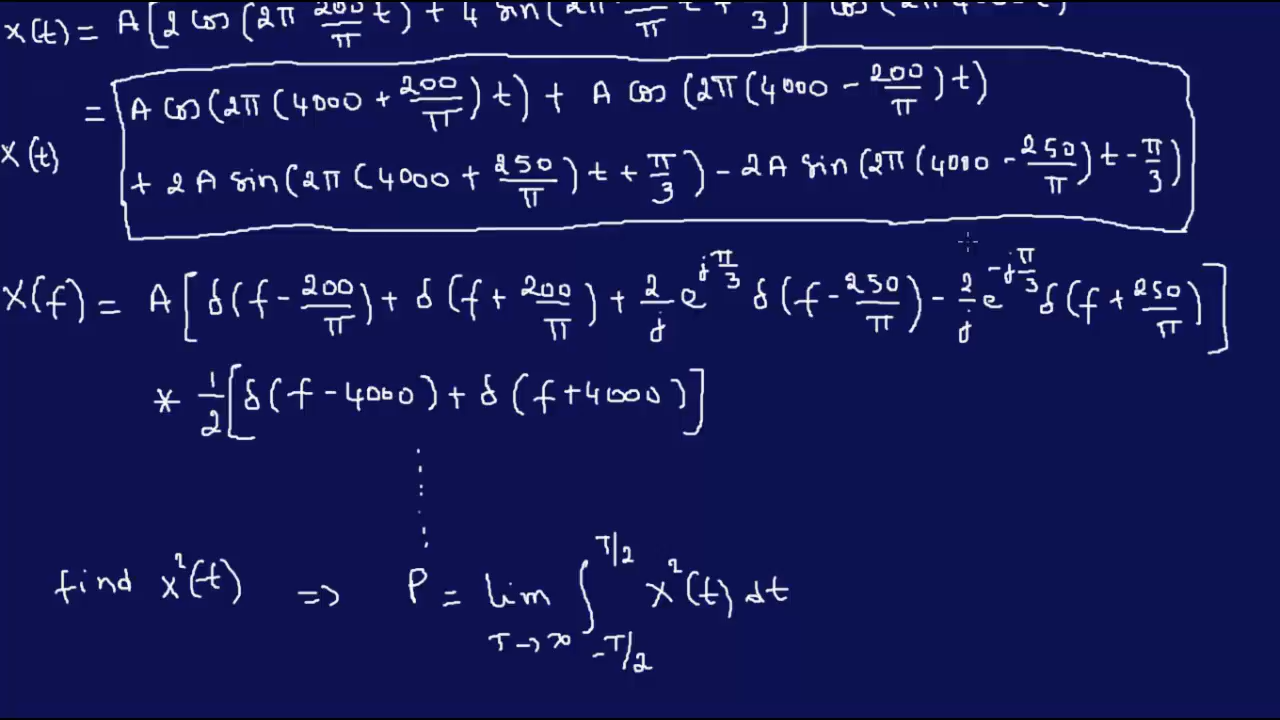 x(t) = A[2 cos(2π 200/π t) + 4 sin(2π
= A cos(2π(4000 + 200/π)t) + A cos(2π(4000 - 200/π)t)
x(t)
+ 2A sin(2π(4000 + 250/π)t + π/3) - 2A sin(2π(4000 - 250/π)t - π/3)
X(f) = A[δ(f - 200/π) + δ(f + 200/π) + 2/j e^{jπ/3} δ(f - 250/π) - 2/j e^{-jπ/3} δ(f + 250/π)]
* 1/2[δ(f - 4000) + δ(f + 4000)]
find x²(t) => P = lim T→∞ ∫_{-T/2}^{T/2} x²(t) dt